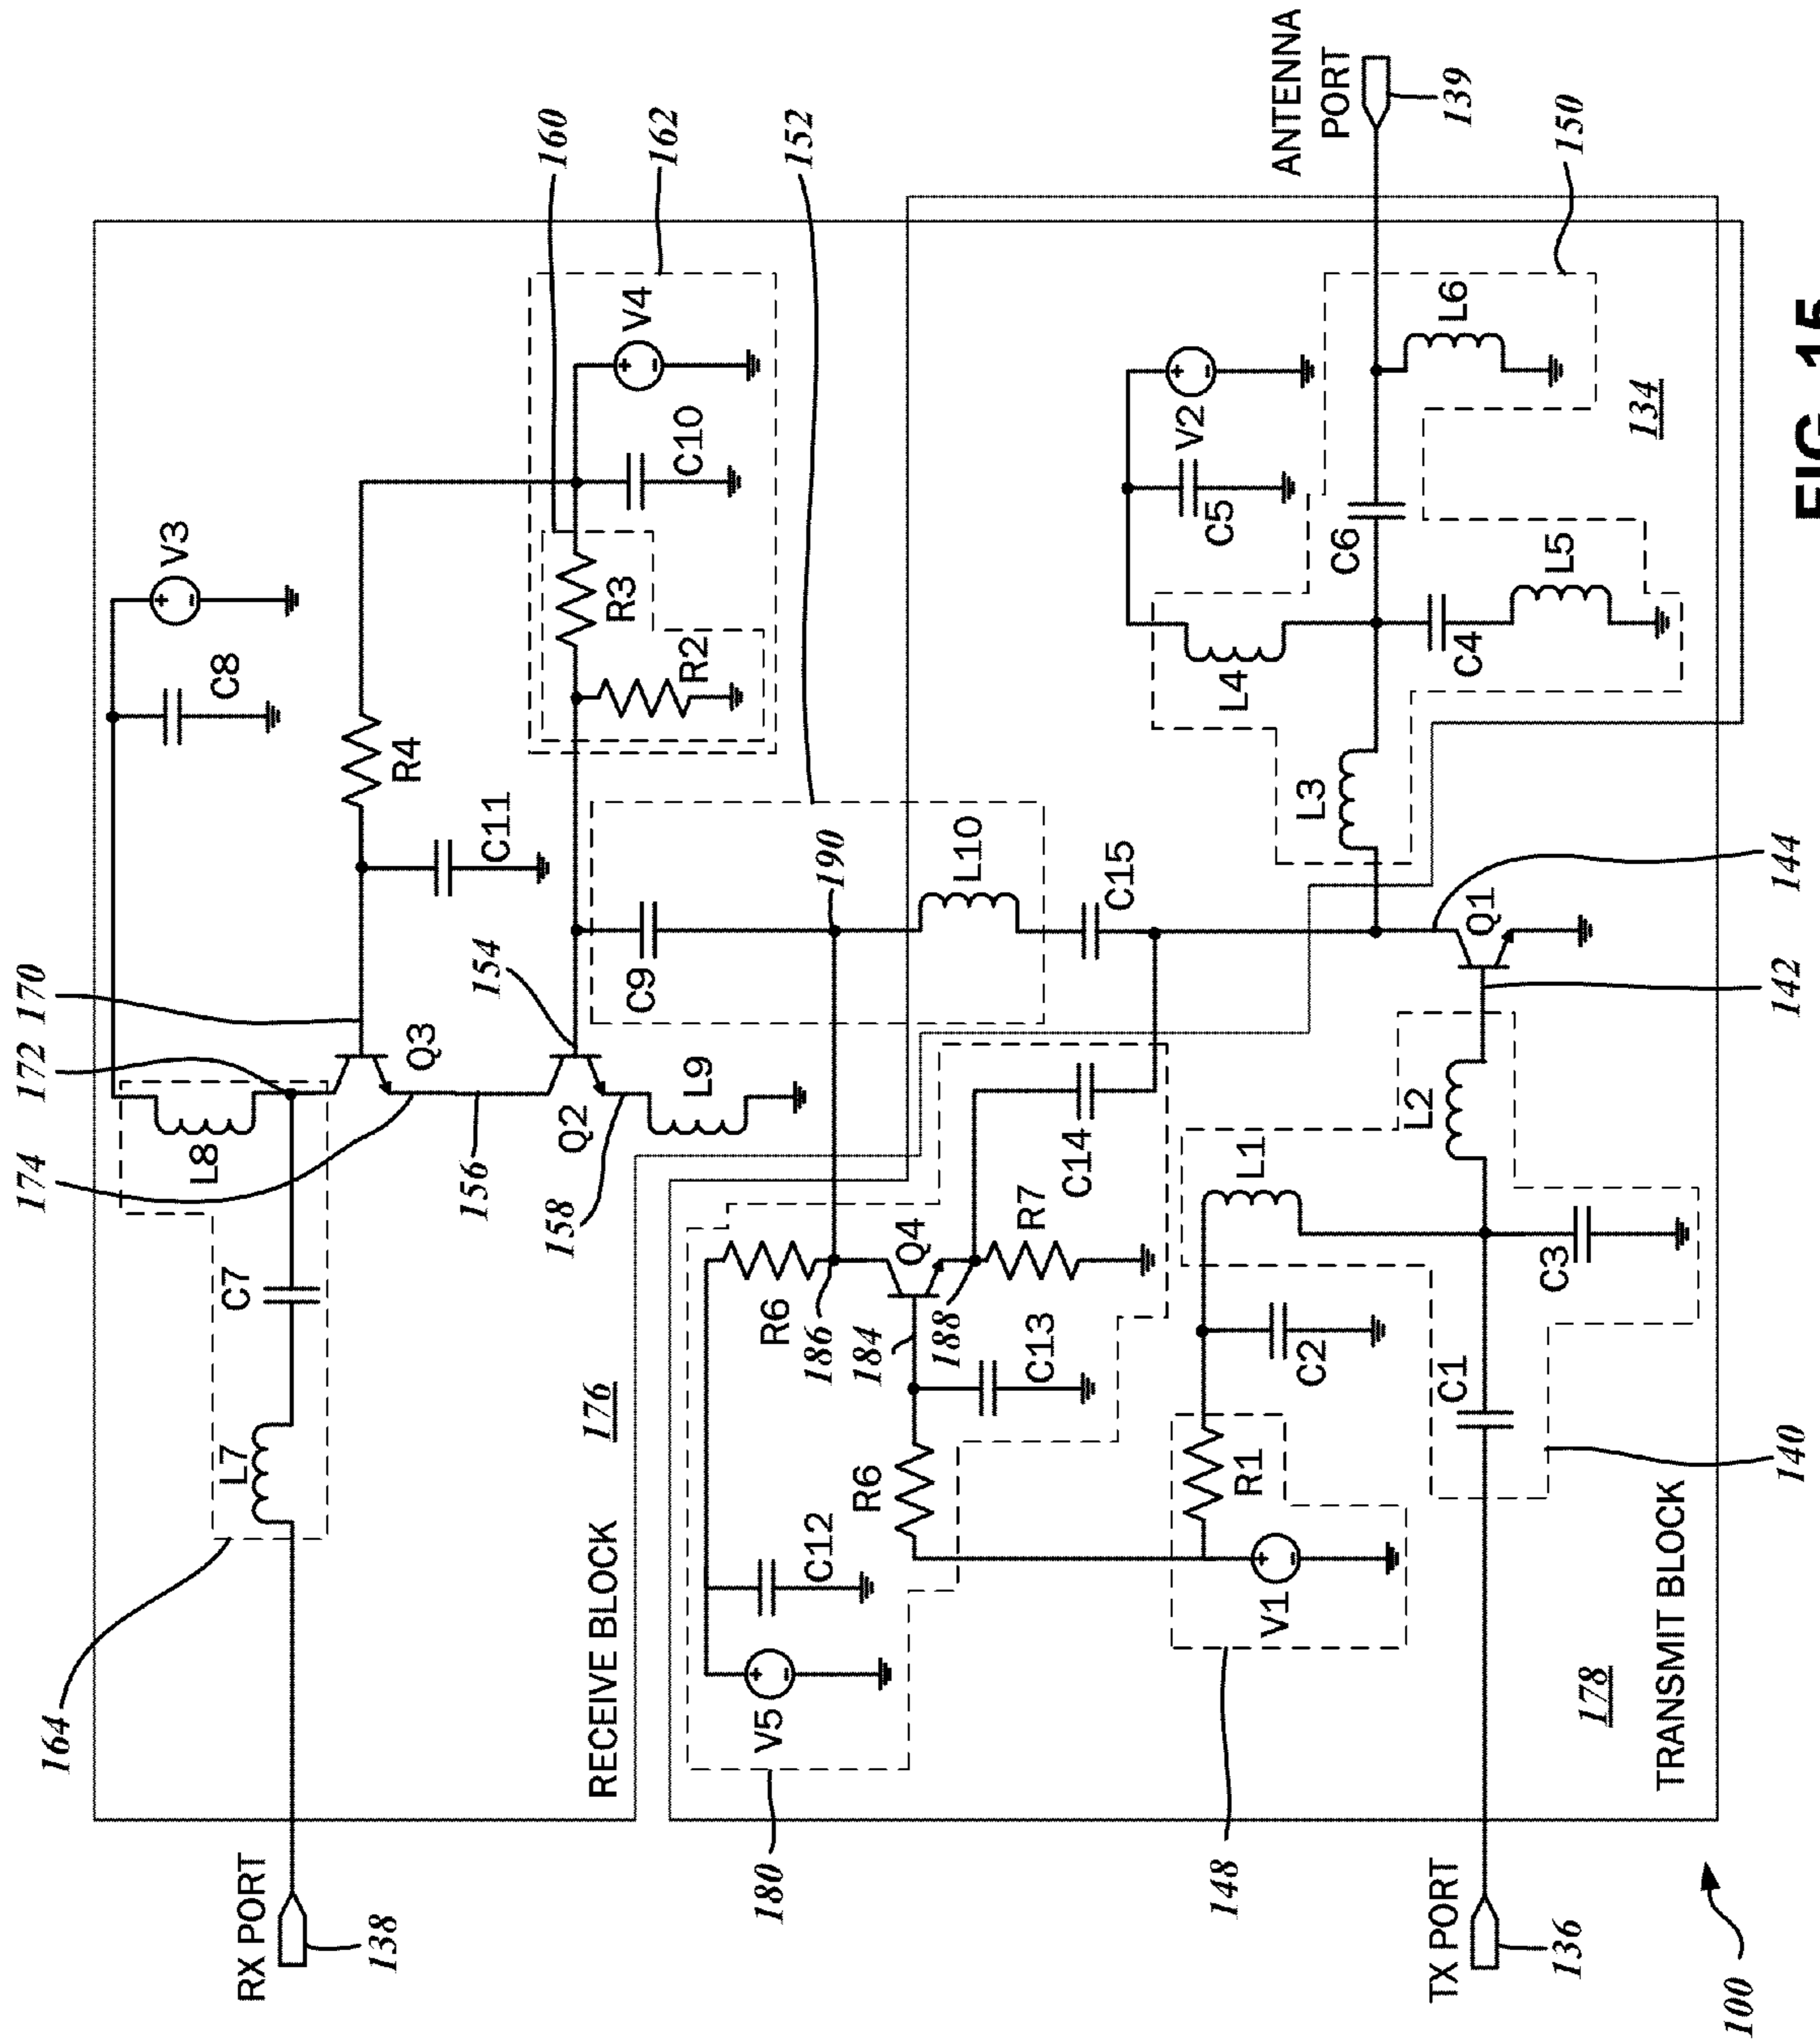 RX PORT
138
164
174
172
170
L7
C7
L8
C8
V3
Q3
R4
C11
156
154
Q2
158
L9
160
162
R3
R2
C10
V4
152
C9
190
L10
C15
RECEIVE BLOCK
176
180
V5
C12
R6
R6
186
184
188
Q4
C13
R7
C14
148
V1
R1
C2
L1
L2
C1
C3
140
142
144
Q1
L3
L4
C5
V2
C6
C4
L5
L6
134
150
ANTENNA
PORT
139
TX PORT
136
178
TRANSMIT BLOCK
100
FIG. 15